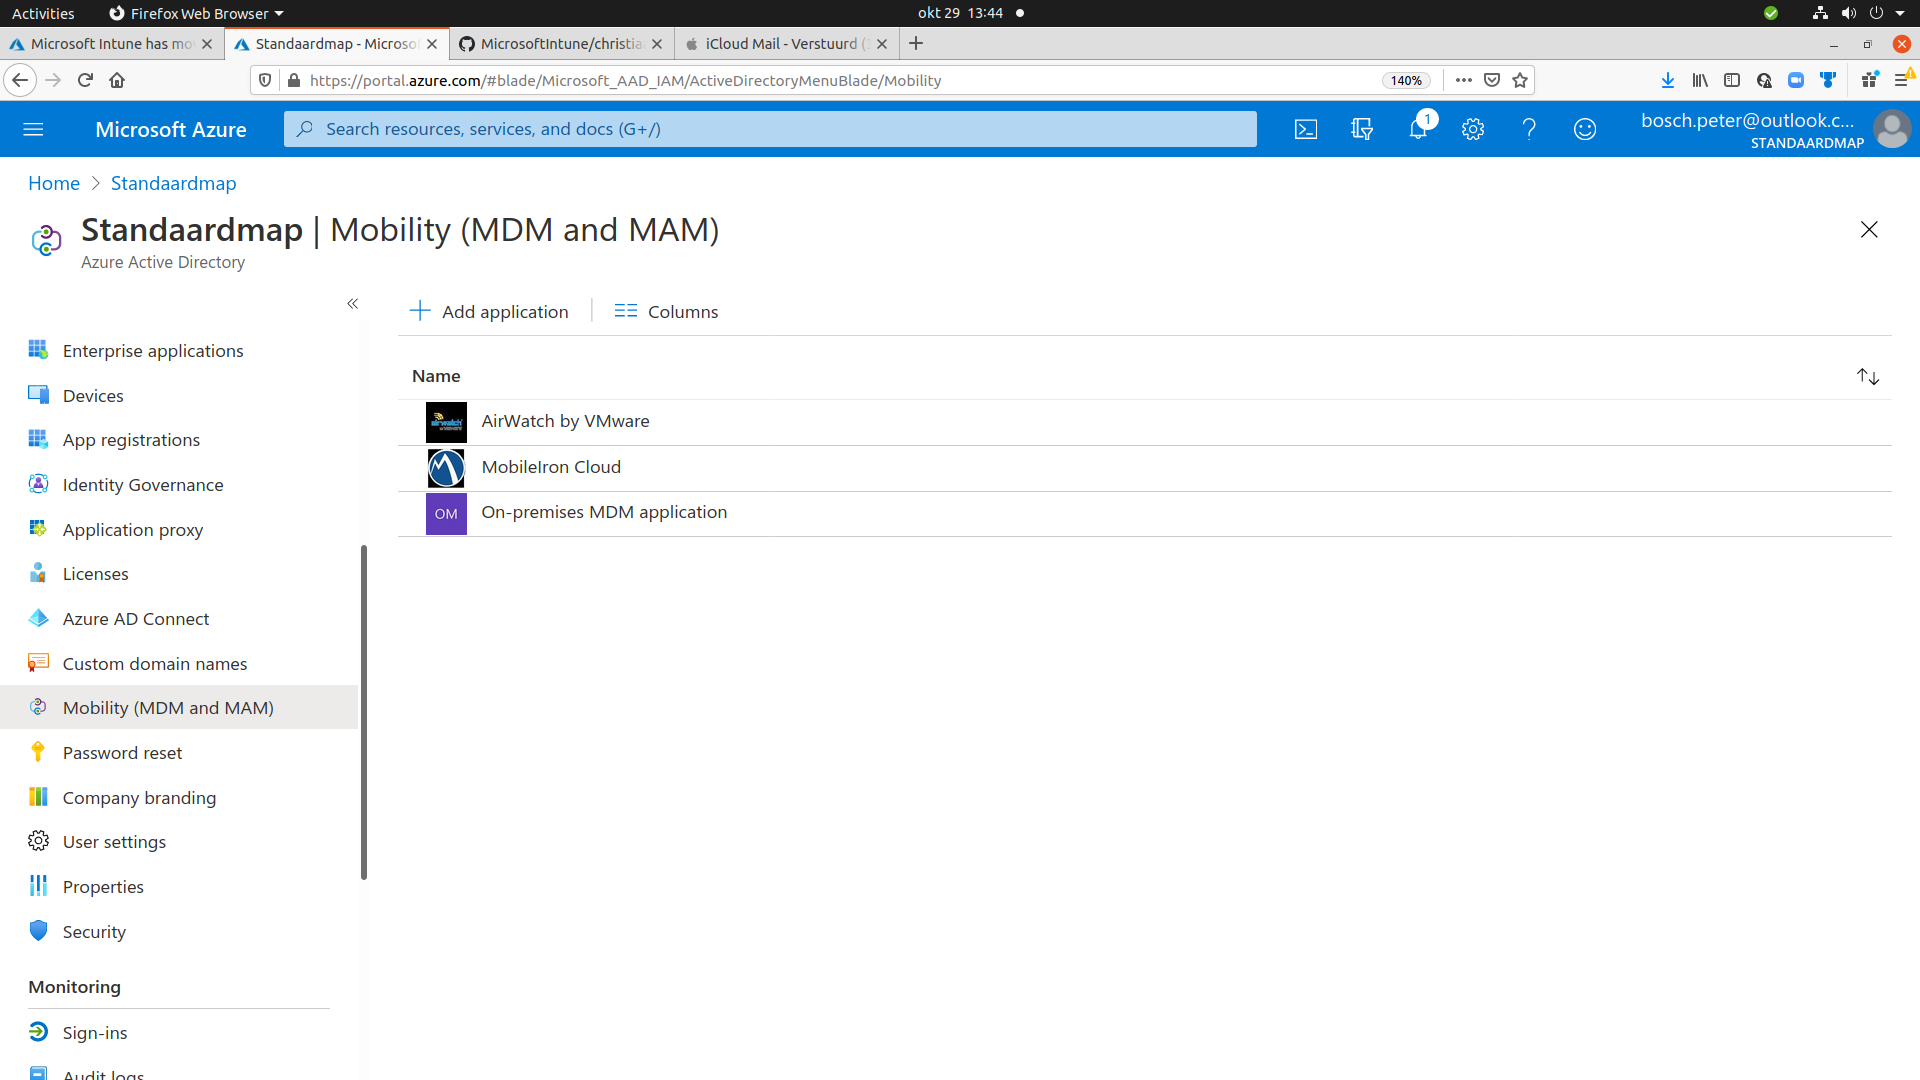 Activities
Firefox Web Browser
okt 29 13:44
Microsoft Intune has mo
Standaardmap - Microso
MicrosoftIntune/christia
iCloud Mail - Verstuurd (
https://portal.azure.com/#blade/Microsoft_AAD_IAM/ActiveDirectoryMenuBlade/Mobility
140%
Microsoft Azure
Search resources, services, and docs (G+/)
1
bosch.peter@outlook.c...
STANDAARDMAP
Home
Standaardmap
Standaardmap | Mobility (MDM and MAM)
Azure Active Directory
Enterprise applications
Devices
App registrations
Identity Governance
Application proxy
Licenses
Azure AD Connect
Custom domain names
Mobility (MDM and MAM)
Password reset
Company branding
User settings
Properties
Security
Monitoring
Sign-ins
Audit logs
Add application
Columns
Name
airwatch
AirWatch by VMware
MobileIron Cloud
OM
On-premises MDM application